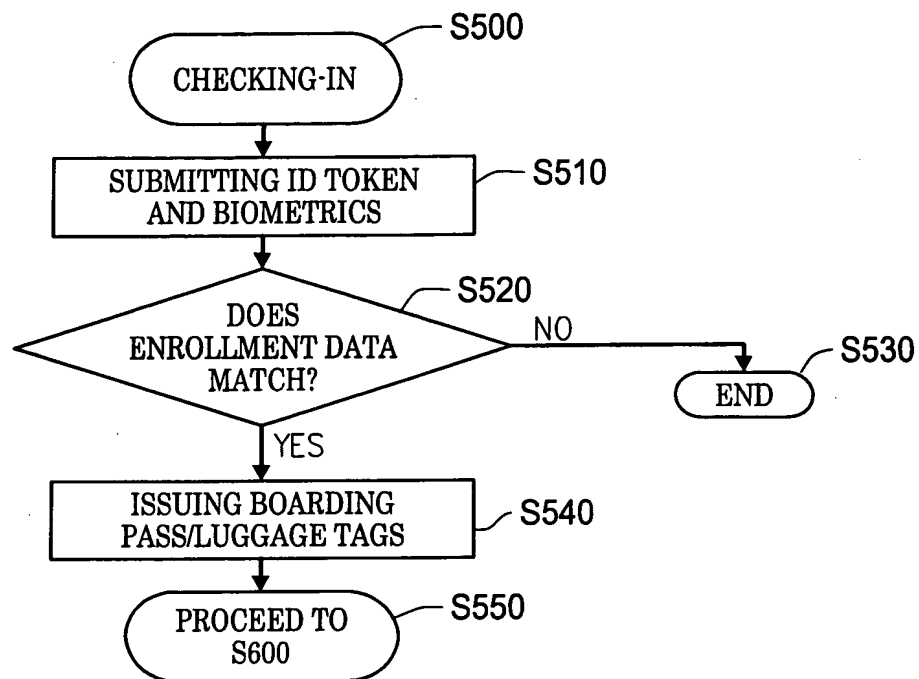 S500
CHECKING-IN
S510
SUBMITTING ID TOKEN
AND BIOMETRICS
S520
DOES
ENROLLMENT DATA
MATCH?
NO
S530
END
YES
ISSUING BOARDING
PASS/LUGGAGE TAGS
S540
PROCEED TO
S600
S550